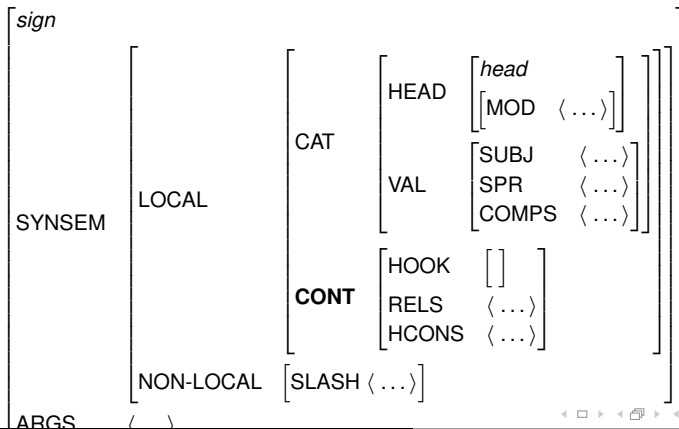 sign
HEAD head
MOD ⟨ … ⟩
CAT
SUBJ ⟨ … ⟩
VAL SPR ⟨ … ⟩
LOCAL COMPS ⟨ … ⟩
SYNSEM
HOOK [ ]
CONT RELS ⟨ … ⟩
HCONS ⟨ … ⟩
NON-LOCAL SLASH ⟨ … ⟩
ARGS ⟨ … ⟩